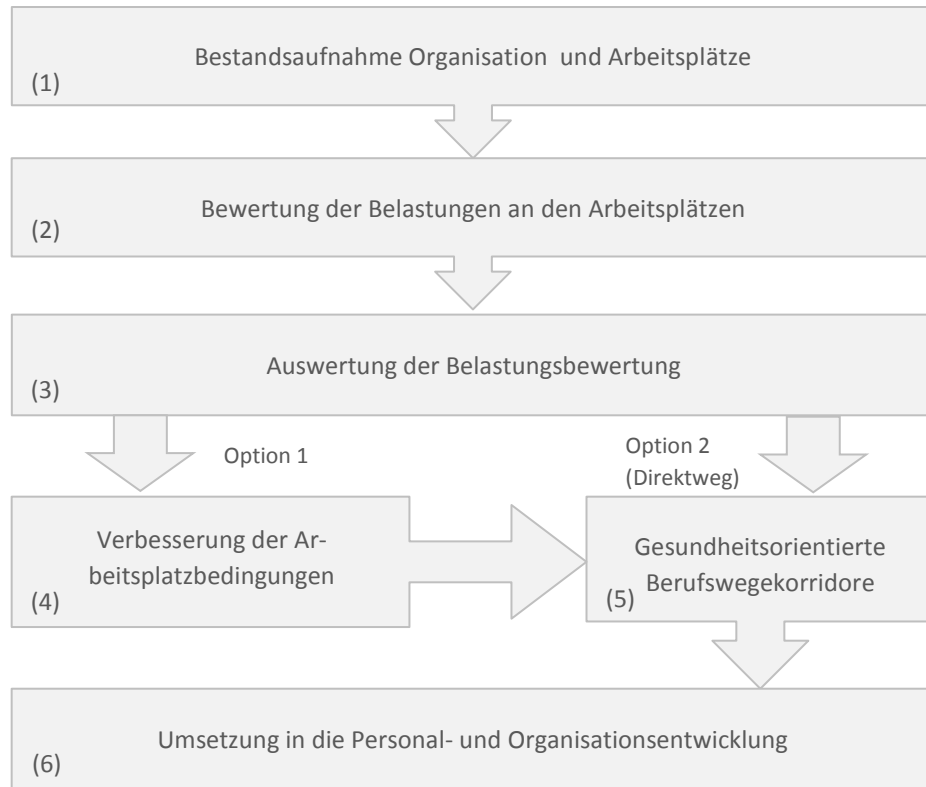 Bestandsaufnahme Organisation und Arbeitsplätze
(1)
Bewertung der Belastungen an den Arbeitsplätzen
(2)
Auswertung der Belastungsbewertung
(3)
Option 1
Option 2
(Direktweg)
Verbesserung der Ar-
beitsplatzbedingungen
(4)
Gesundheitsorientierte
Berufswegekorridore
(5)
Umsetzung in die Personal- und Organisationsentwicklung
(6)